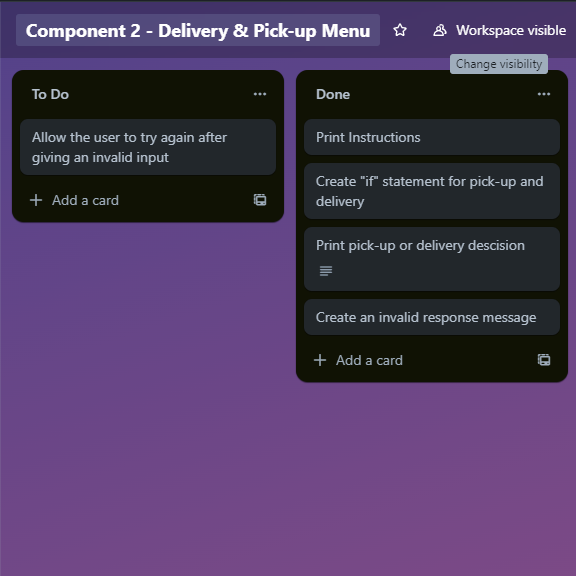 Component 2 - Delivery & Pick-up Menu
Workspace visible
Change visibility
To Do
Allow the user to try again after
giving an invalid input
Add a card
Done
Print Instructions
Create "if" statement for pick-up and
delivery
Print pick-up or delivery descision
Create an invalid response message
Add a card